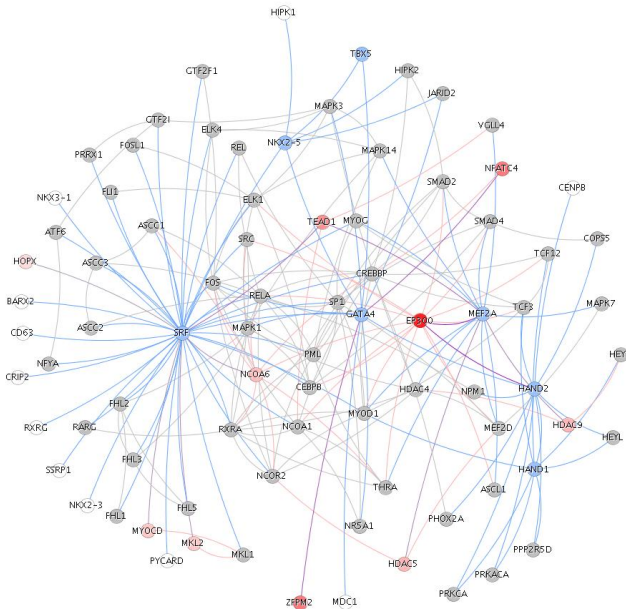 HIPK1
TBX5
GTF2F1
HIPK2
JARID2
MAPK3
GTF2I
ELK4
VGLL4
FOSL1
REL
NKX2-5
PRRX1
MAPK14
NFATC4
SMAD2
CENPB
NKX3-1
FLI1
ELK1
ASCC1
TEAD1
MYOG
SMAD4
ATF6
SRC
COPS5
TCF12
HOPX
ASCC3
CREBBP
FOS
RELA
BARX2
SP1
TCF3
MAPK7
GATA4
EP300
MEF2A
CD63
ASCC2
SRF
MAPK1
PML
NFYA
CRIP2
NCOA6
CEBPB
HDAC4
NPM1
HAND2
FHL2
MYOD1
RXRG
RARG
RXRA
NCOA1
MEF2D
HDAC9
HEYL
FHL3
SSRP1
NCOR2
THRA
HAND1
ASCL1
NKX2-3
FHL1
FHL5
MYOCD
NR5A1
PHOX2A
MKL2
MKL1
PYCARD
HDAC5
PPP2R5D
PRKACA
PRKCA
ZFPM2
MDC1